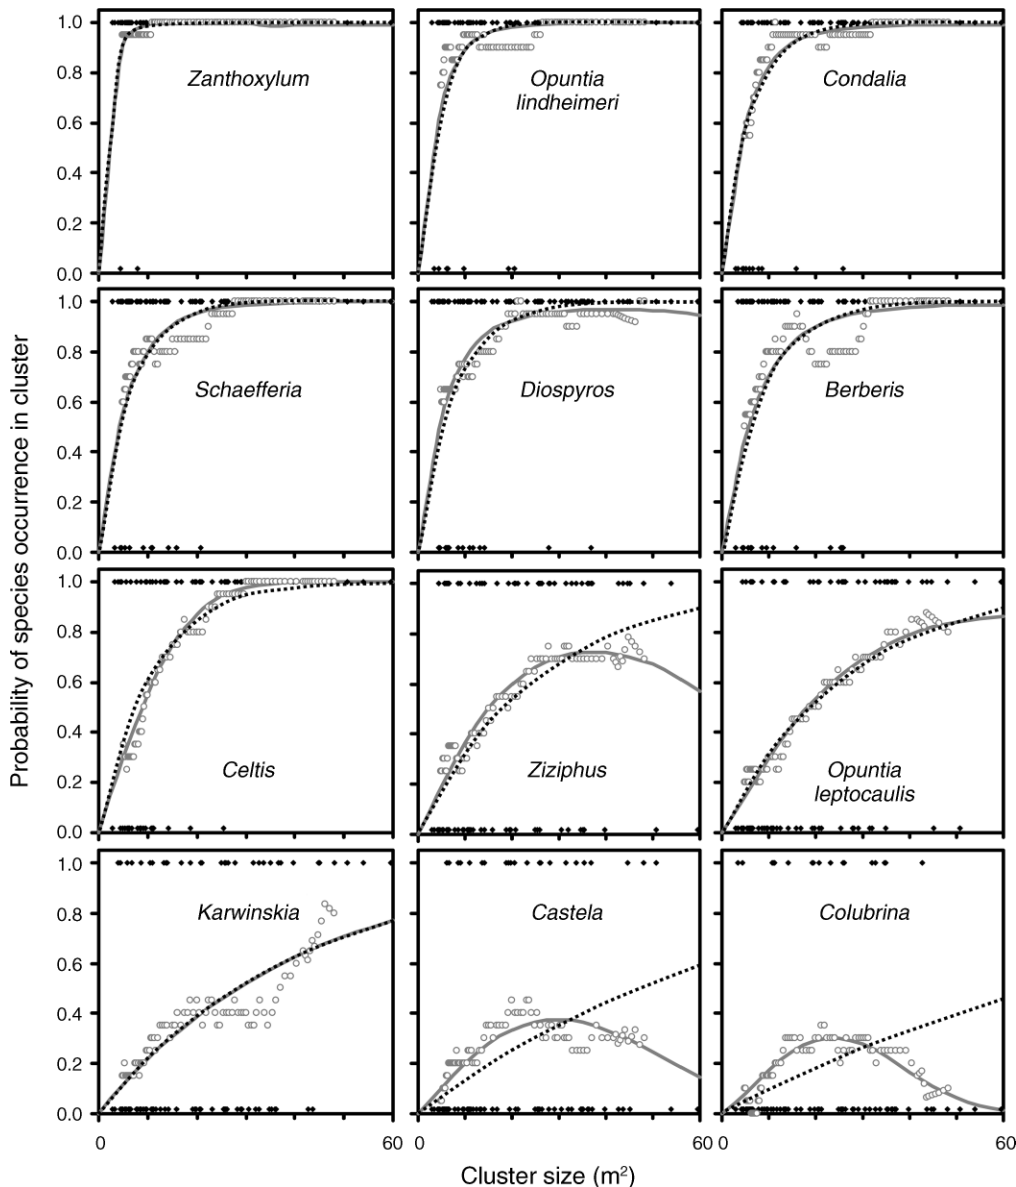 Probability of species occurrence in cluster
1.0
0.8
0.6
0.4
0.2
0.0
Zanthoxylum
Opuntia
lindheimeri
Condalia
1.0
0.8
0.6
0.4
0.2
0.0
Schaefferia
Diospyros
Berberis
1.0
0.8
0.6
0.4
0.2
0.0
Celtis
Ziziphus
Opuntia
leptocaulis
1.0
0.8
0.6
0.4
0.2
0.0
Karwinskia
Castela
Colubrina
0 60 0 60 0 60
Cluster size (m²)